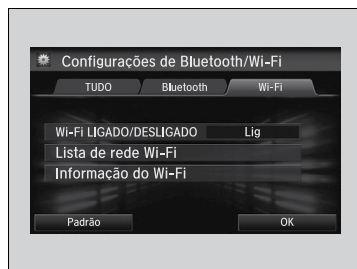 Configurações de Bluetooth/Wi-Fi
TUDO Bluetooth Wi-Fi
Wi-Fi LIGADO/DESLIGADO Lig
Lista de rede Wi-Fi
Informação do Wi-Fi
Padrão OK